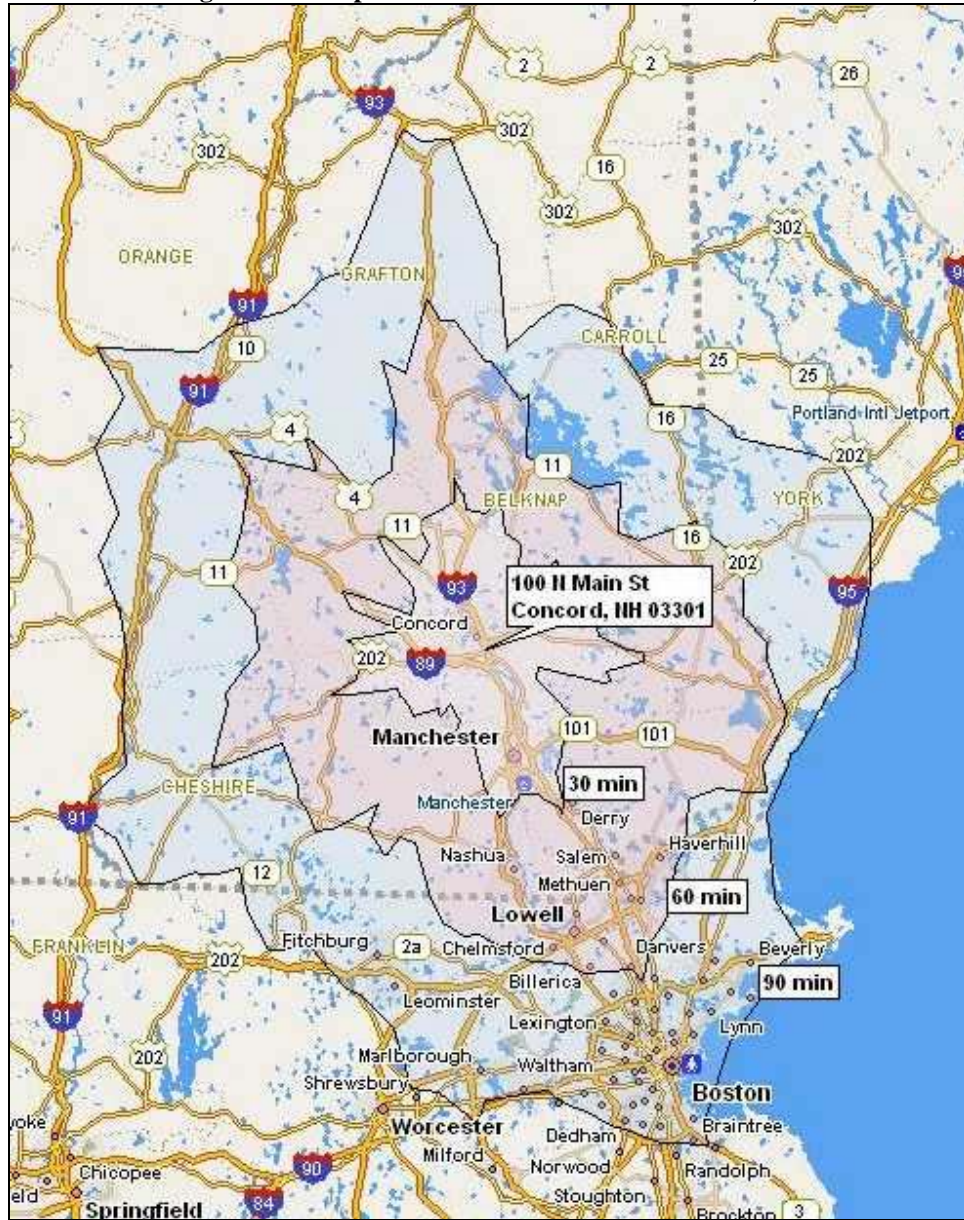 2
2
26
93
302
302
16
302
302
ORANGE
GRAFTON
91
CARROLL
10
25
25
91
16
Portland Intl Jetport
4
202
11
4
BELKNAP
YORK
11
16
202
11
93
95
100 N Main St
Concord, NH 03301
Concord
202
89
101
101
Manchester
30 min
CHESHIRE
Manchester
Derry
91
Haverhill
Nashua
Salem
12
Methuen
60 min
Lowell
FRANKLIN
Fitchburg
2a
Chelmsford
Danvers
Beverly
202
Billerica
90 min
Leominster
91
Lexington
Lynn
202
Marlborough
Waltham
Shrewsbury
Boston
Worcester
Braintree
oke
Dedham
Milford
Chicopee
90
Norwood
Randolph
eld
84
Stoughton
Springfield
Brockton
3